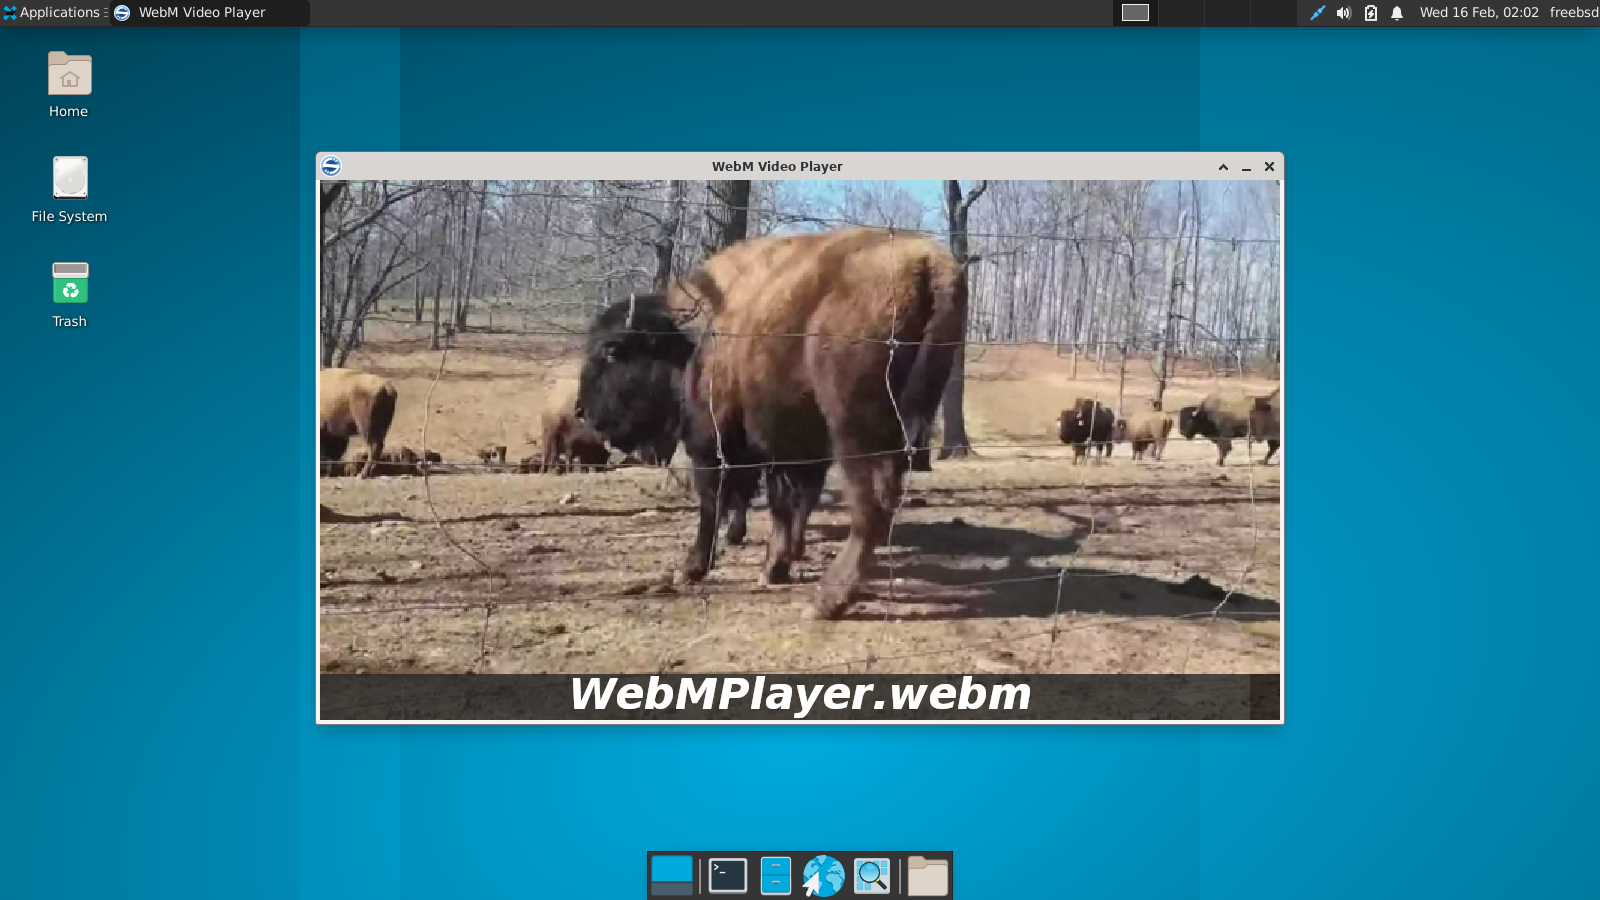 Applications
WebM Video Player
Wed 16 Feb, 02:02
freebsd
Home
File System
Trash
WebM Video Player
WebMPlayer.webm